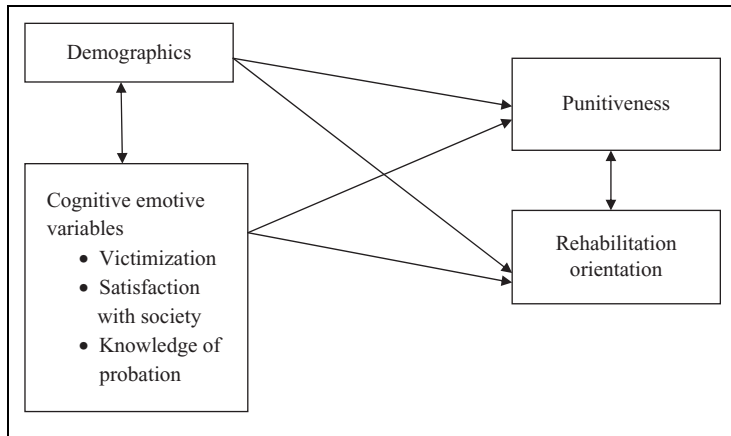 Demographics
Cognitive emotive
variables
• Victimization
• Satisfaction
with society
• Knowledge of
probation
Punitiveness
Rehabilitation
orientation